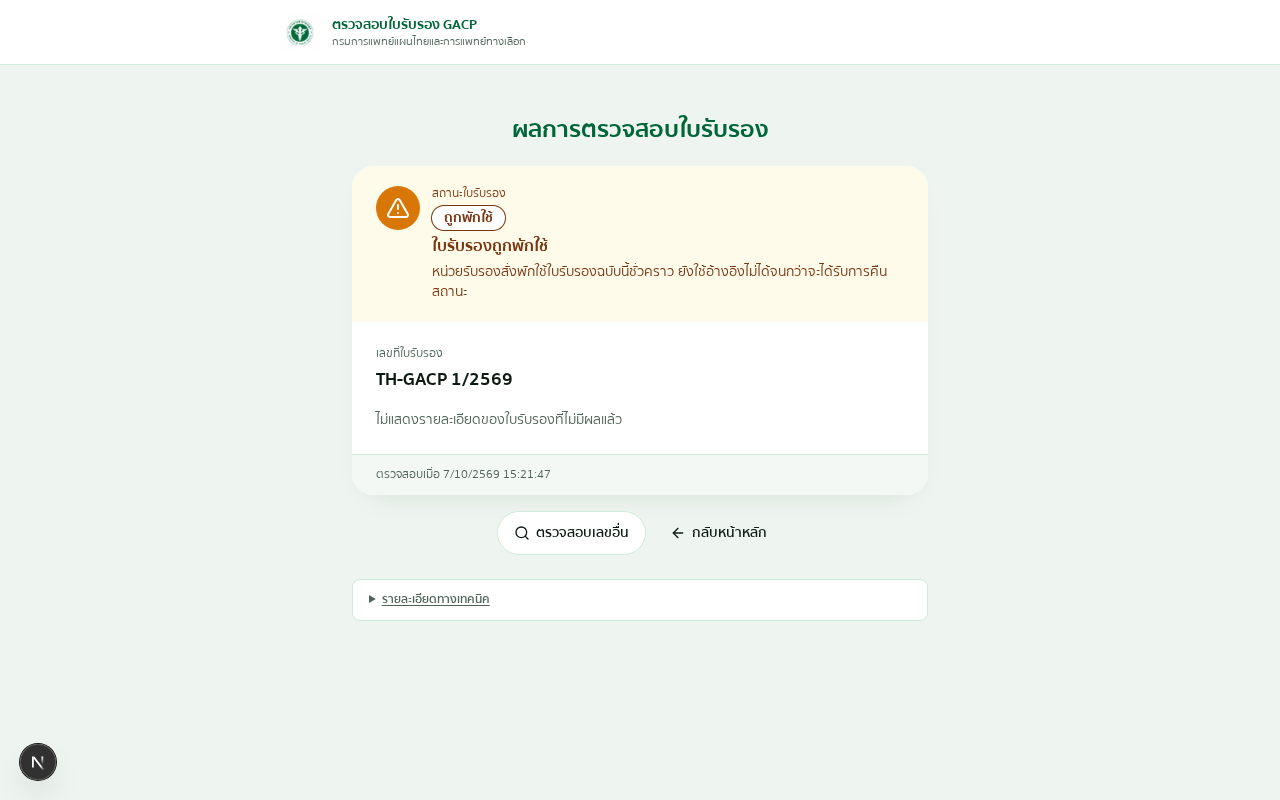 ตรวจสอบใบรับรอง GACP
กรมการแพทย์แผนไทยและการแพทย์ทางเลือก
ผลการตรวจสอบใบรับรอง
สถานะใบรับรอง
ถูกพักใช้
ใบรับรองถูกพักใช้
หน่วยรับรองสั่งพักใช้ใบรับรองฉบับนี้ชั่วคราว ยังใช้อ้างอิงไม่ได้จนกว่าจะได้รับการคืน
สถานะ
เลขที่ใบรับรอง
TH-GACP 1/2569
ไม่แสดงรายละเอียดของใบรับรองที่ไม่มีผลแล้ว
ตรวจสอบเมื่อ 7/10/2569 15:21:47
ตรวจสอบเลขอื่น
กลับหน้าหลัก
รายละเอียดทางเทคนิค
N